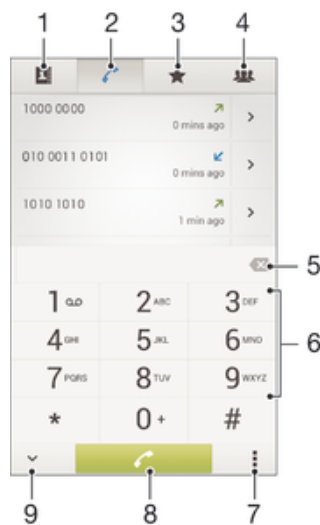 1 2 3 4
1000 0000
0 mins ago
010 0011 0101
0 mins ago
1010 1010
1 min ago
5
1 2 ABC 3 DEF
4 GHI 5 JKL 6 MNO
6
7 PQRS 8 TUV 9 WXYZ
* 0 + #
9 8 7